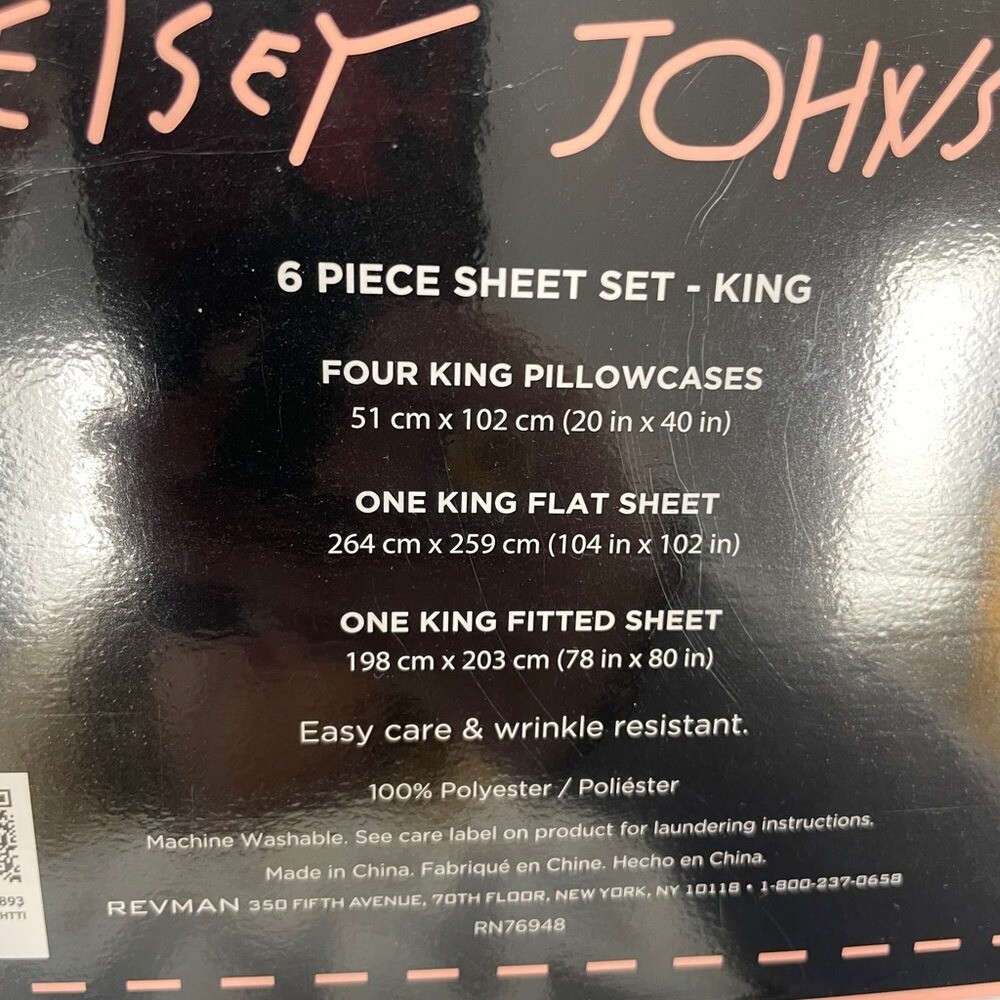 ELSEY JOHNS
6 PIECE SHEET SET - KING
FOUR KING PILLOWCASES
51 cm x 102 cm (20 in x 40 in)
ONE KING FLAT SHEET
264 cm x 259 cm (104 in x 102 in)
ONE KING FITTED SHEET
198 cm x 203 cm (78 in x 80 in)
Easy care & wrinkle resistant.
100% Polyester / Poliéster
Machine Washable. See care label on product for laundering instructions.
Made in China. Fabriqué en Chine. Hecho en China.
REVMAN 350 FIFTH AVENUE, 70TH FLOOR, NEW YORK, NY 10118 • 1-800-237-0658
RN76948
893
HTTI